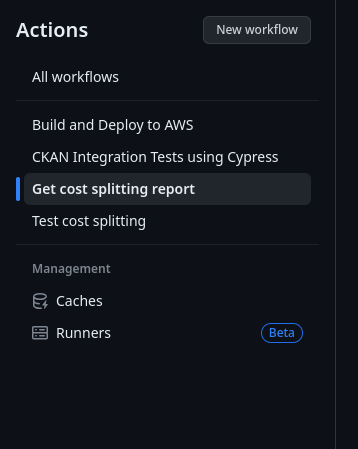 Actions
New workflow
All workflows
Build and Deploy to AWS
CKAN Integration Tests using Cypress
Get cost splitting report
Test cost splitting
Management
Caches
Runners
Beta